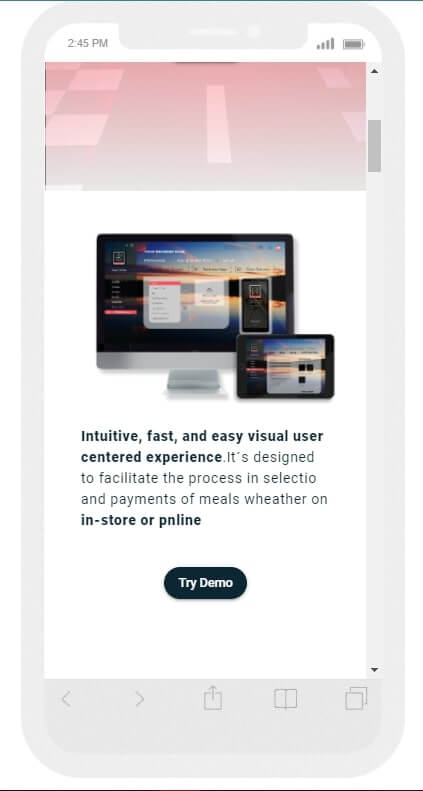 2:45 PM
Intuitive, fast, and easy visual user
centered experience.It´s designed
to facilitate the process in selectio
and payments of meals wheather on
in-store or pnline
Try Demo